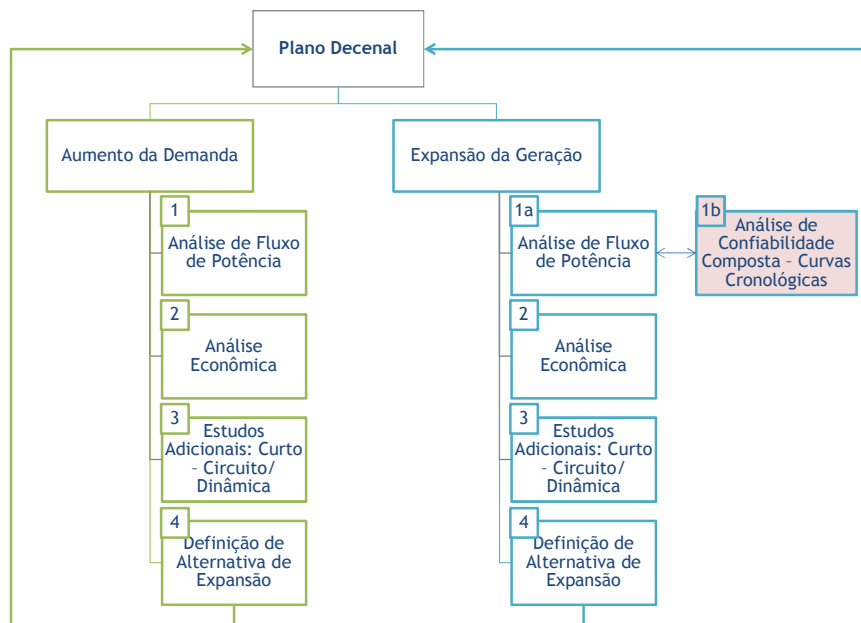 Plano Decenal
Aumento da Demanda
Expansão da Geração
1
Análise de Fluxo
de Potência
1a
Análise de Fluxo
de Potência
1b
Análise de
Confiabilidade
Composta – Curvas
Cronológicas
2
Análise
Econômica
2
Análise
Econômica
3
Estudos
Adicionais: Curto
– Circuito/
Dinâmica
3
Estudos
Adicionais: Curto
– Circuito/
Dinâmica
4
Definição de
Alternativa de
Expansão
4
Definição de
Alternativa de
Expansão